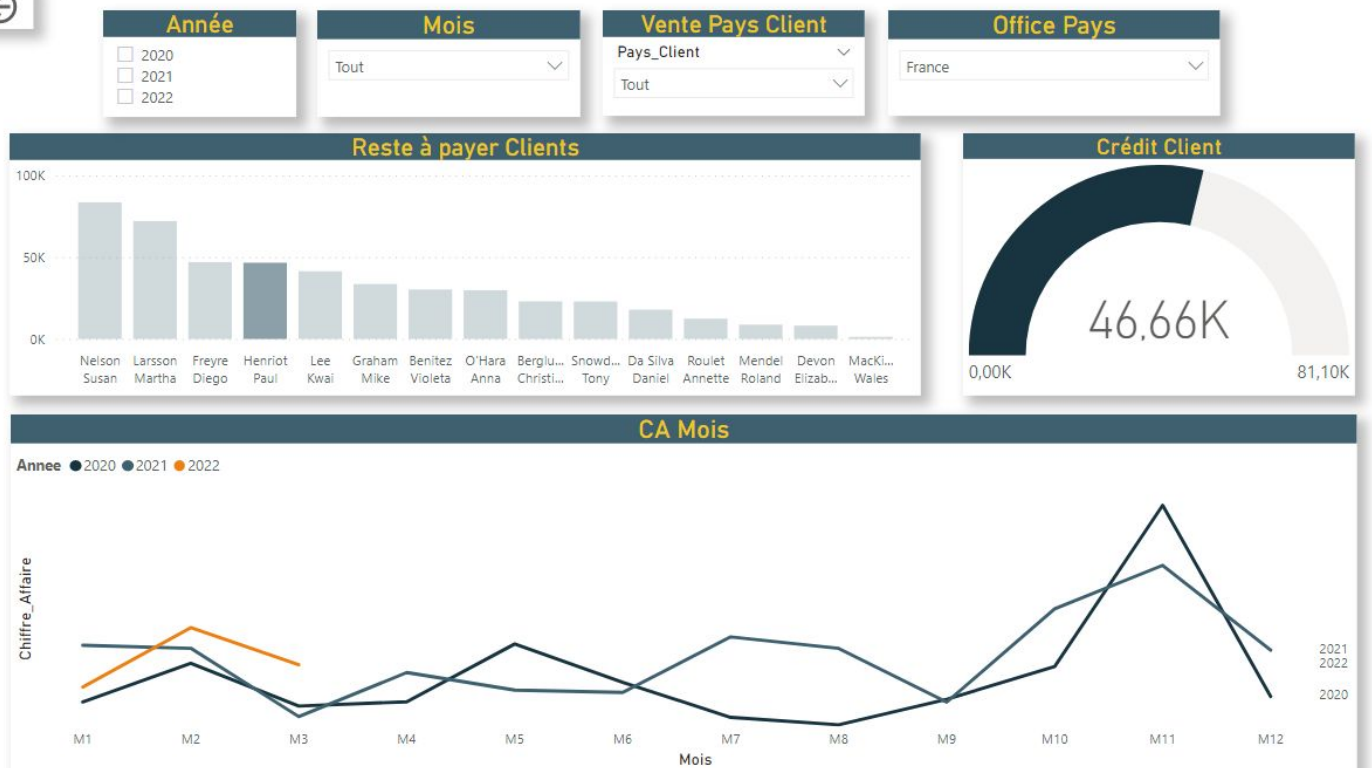 Année
2020
2021
2022
Mois
Tout
Vente Pays Client
Pays_Client
Tout
Office Pays
France
Reste à payer Clients
100K
50K
0K
Nelson Larsson Freyre Henriot Lee Graham Benitez O'Hara Berglu... Snowd... Da Silva Roulet Mendel Devon MacKi...
Susan Martha Diego Paul Kwai Mike Violeta Anna Christi... Tony Daniel Annette Roland Elizab... Wales
Crédit Client
46,66K
0,00K 81,10K
CA Mois
Annee 2020 2021 2022
Chiffre_Affaire
2021
2022
2020
M1 M2 M3 M4 M5 M6 M7 M8 M9 M10 M11 M12
Mois